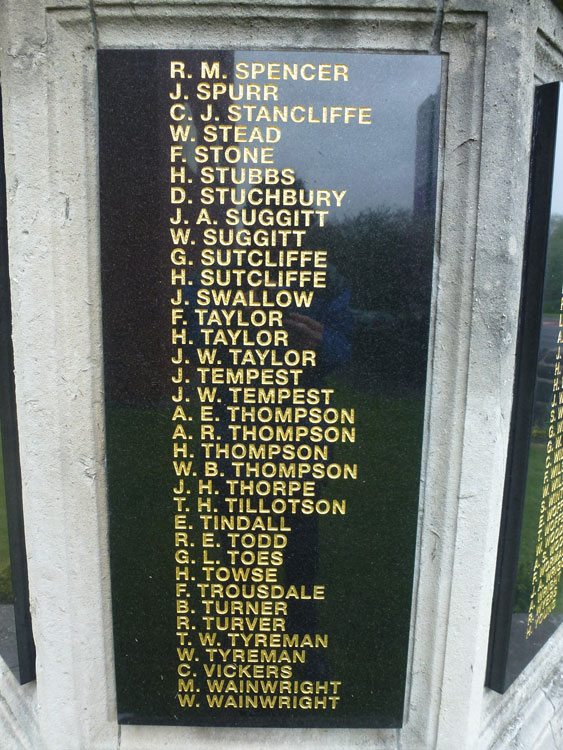 R. M. SPENCER
J. SPURR
C. J. STANCLIFFE
W. STEAD
F. STONE
H. STUBBS
D. STUCHBURY
J. A. SUGGITT
W. SUGGITT
G. SUTCLIFFE
H. SUTCLIFFE
J. SWALLOW
F. TAYLOR
H. TAYLOR
J. W. TAYLOR
J. TEMPEST
J. W. TEMPEST
A. E. THOMPSON
A. R. THOMPSON
H. THOMPSON
W. B. THOMPSON
J. H. THORPE
T. H. TILLOTSON
E. TINDALL
R. E. TODD
G. L. TOES
H. TOWSE
F. TROUSDALE
B. TURNER
R. TURVER
T. W. TYREMAN
W. TYREMAN
C. VICKERS
M. WAINWRIGHT
W. WAINWRIGHT